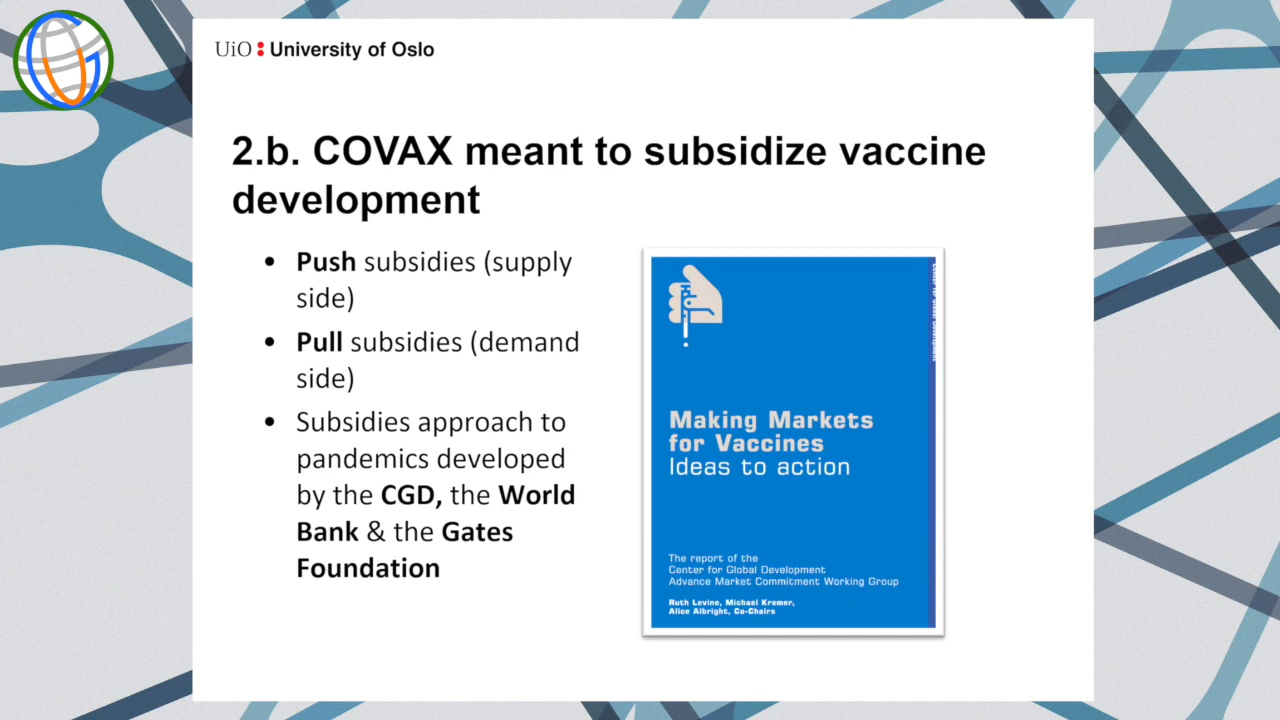 UiO : University of Oslo
2.b. COVAX meant to subsidize vaccine
development
• Push subsidies (supply
side)
• Pull subsidies (demand
side)
• Subsidies approach to
pandemics developed
by the CGD, the World
Bank & the Gates
Foundation
Making Markets
for Vaccines
Ideas to action
The report of the
Center for Global Development
Advance Market Commitment Working Group
Ruth Levine, Michael Kremer,
Alice Albright, Co-Chairs